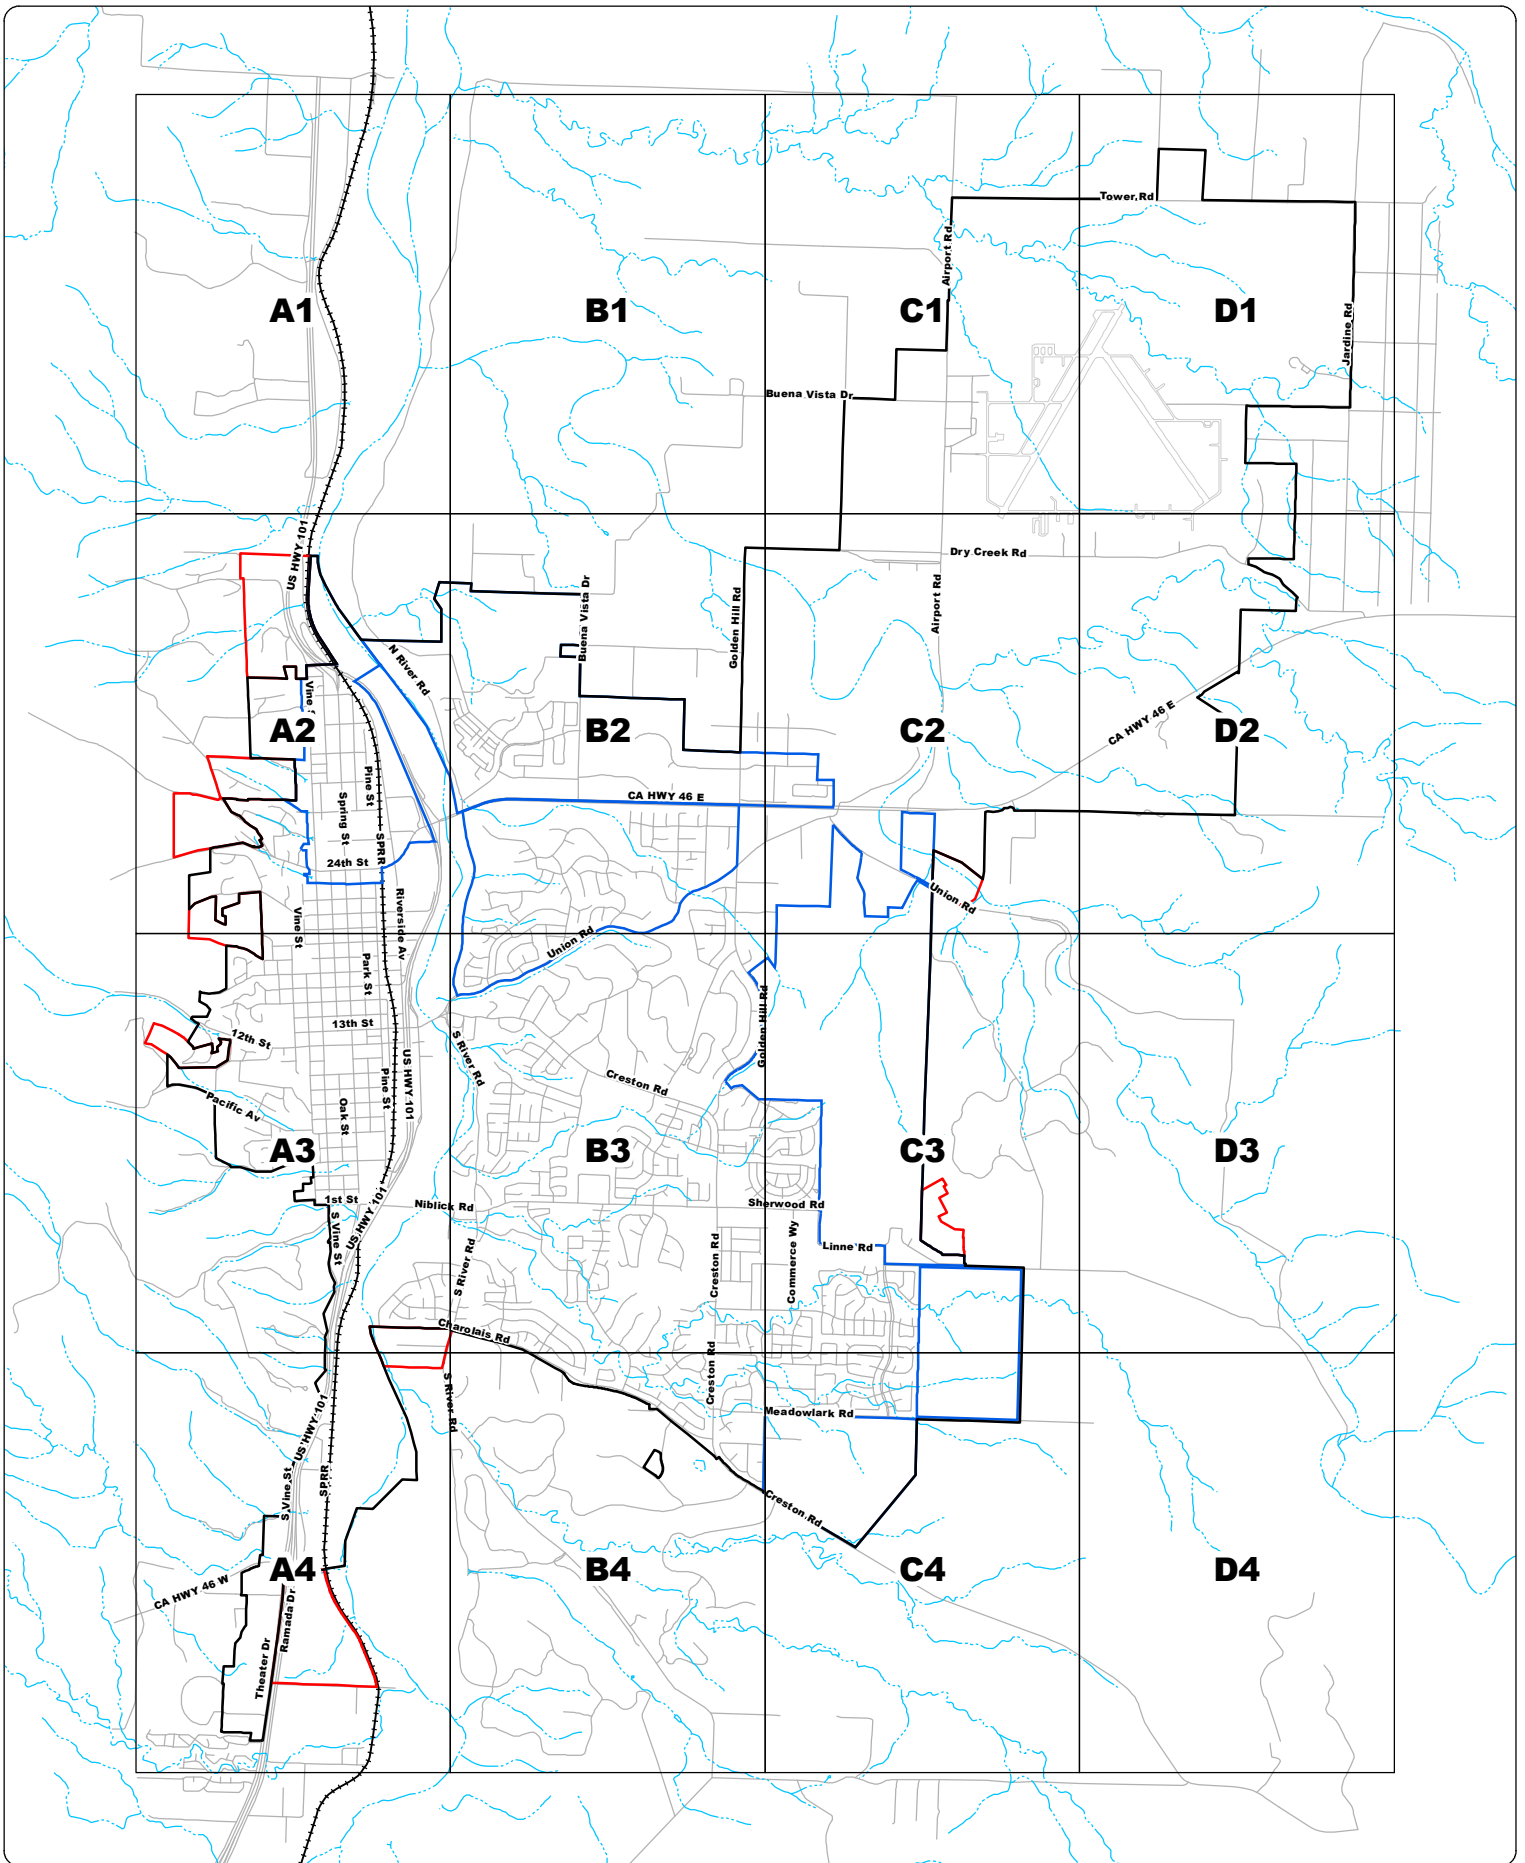 Tower Rd
Airport Rd
A1
B1
C1
D1
Jardine Rd
Buena Vista Dr
US HWY 101
Dry Creek Rd
Buena Vista Dr
Golden Hill Rd
Airport Rd
N River Rd
Vine
A2
B2
C2
D2
CA HWY 46 E
Pine St
Spring St
CA HWY 46 E
SPRR
24th St
Union Rd
Riverside Av
Vine St
Union Rd
Park St
Golden Hill Rd
13th St
12th St
S River Rd
US HWY 101
Pine St
Creston Rd
Pacific Av
Oak St
A3
B3
C3
D3
1st St
Niblick Rd
Sherwood Rd
S Vine St
US HWY 101
S River Rd
Creston Rd
Commerce Wy
Linne Rd
Charolais Rd
S River Rd
Creston Rd
Meadowlark Rd
US HWY 101
S Vine St
SPRR
Creston Rd
A4
B4
C4
D4
CA HWY 46 W
Ramada Dr
Theater Dr